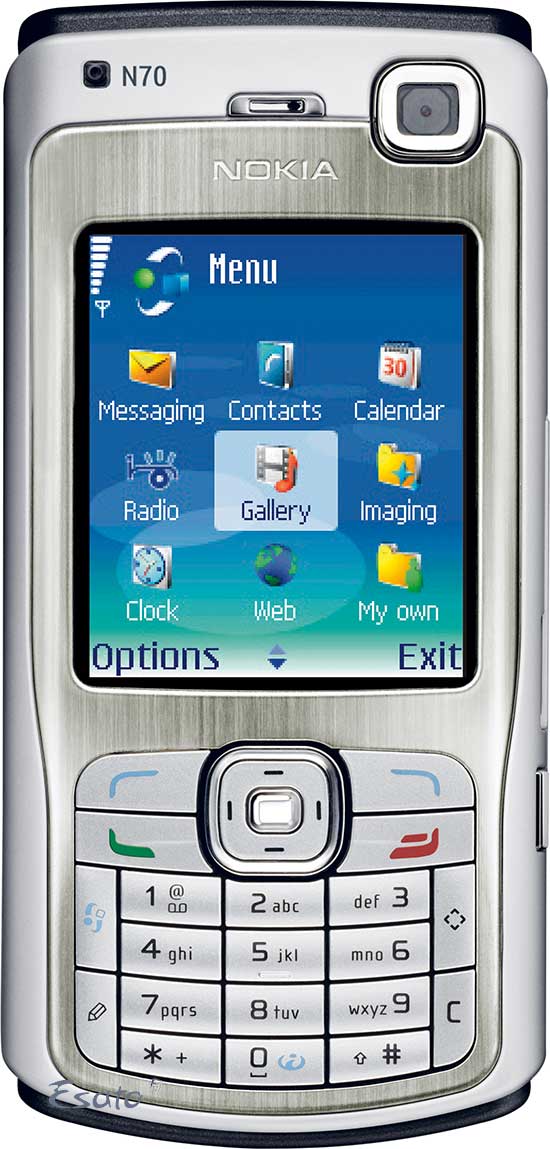 N70
NOKIA
Menu
Messaging Contacts Calendar
30
Radio Gallery Imaging
Clock Web My own
Options Exit
1 @ 2 abc def 3
4 ghi 5 jkl mno 6
7pqrs 8 tuv wxyz 9 C
* + 0 #
Esato